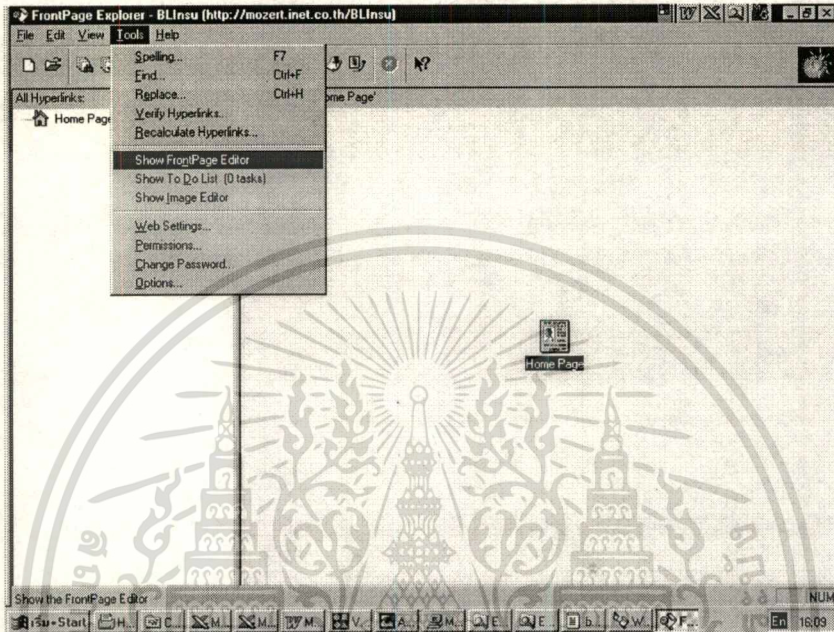 FrontPage Explorer - BLInsu (http://mozert.inet.co.th/BLInsu)
File Edit View Tools Help
Spelling... F7
Find... Ctrl+F
Replace... Ctrl+H
Verify Hyperlinks...
Recalculate Hyperlinks...
Show FrontPage Editor
Show To Do List (0 tasks)
Show Image Editor
Web Settings...
Permissions...
Change Password...
Options...
All Hyperlinks:
ome Page'
Home Page
Home Page
Show the FrontPage Editor
NUM
เริ่ม-Start H... C... M... M... M... V... A... M... E... E... b... W... F... En 16:09